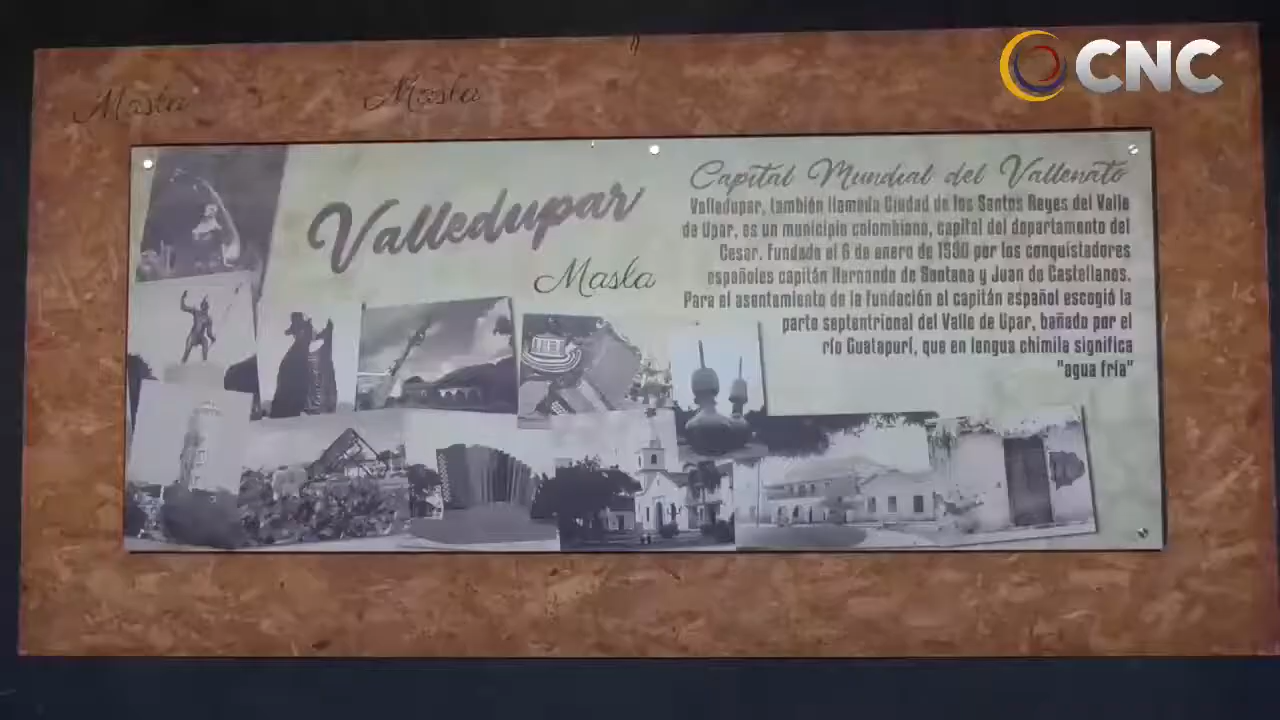 CNC
Masla
Masla
Valledupar
Masla
Capital Mundial del Vallenato
Valledupar, también llamada Ciudad de los Santos Reyes del Valle
de Upar, es un municipio colombiano, capital del departamento del
Cesar. Fundada el 6 de enero de 1550 por los conquistadores
españoles capitán Hernando de Santana y Juan de Castellanos.
Para el asentamiento de la fundación el capitán español escogió la
parte septentrional del Valle de Upar, bañada por el
río Guatapurí, que en lengua chimila significa
"agua fría"